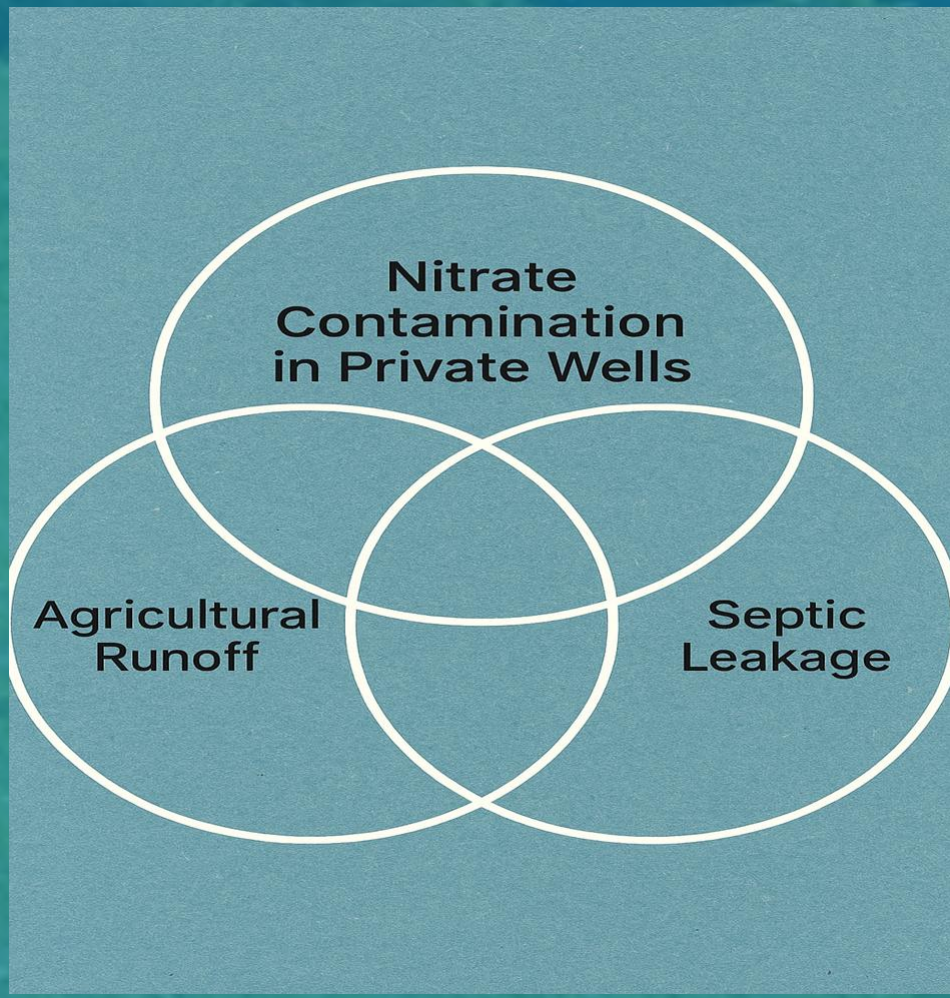 Nitrate
Contamination
in Private Wells
Agricultural
Runoff
Septic
Leakage